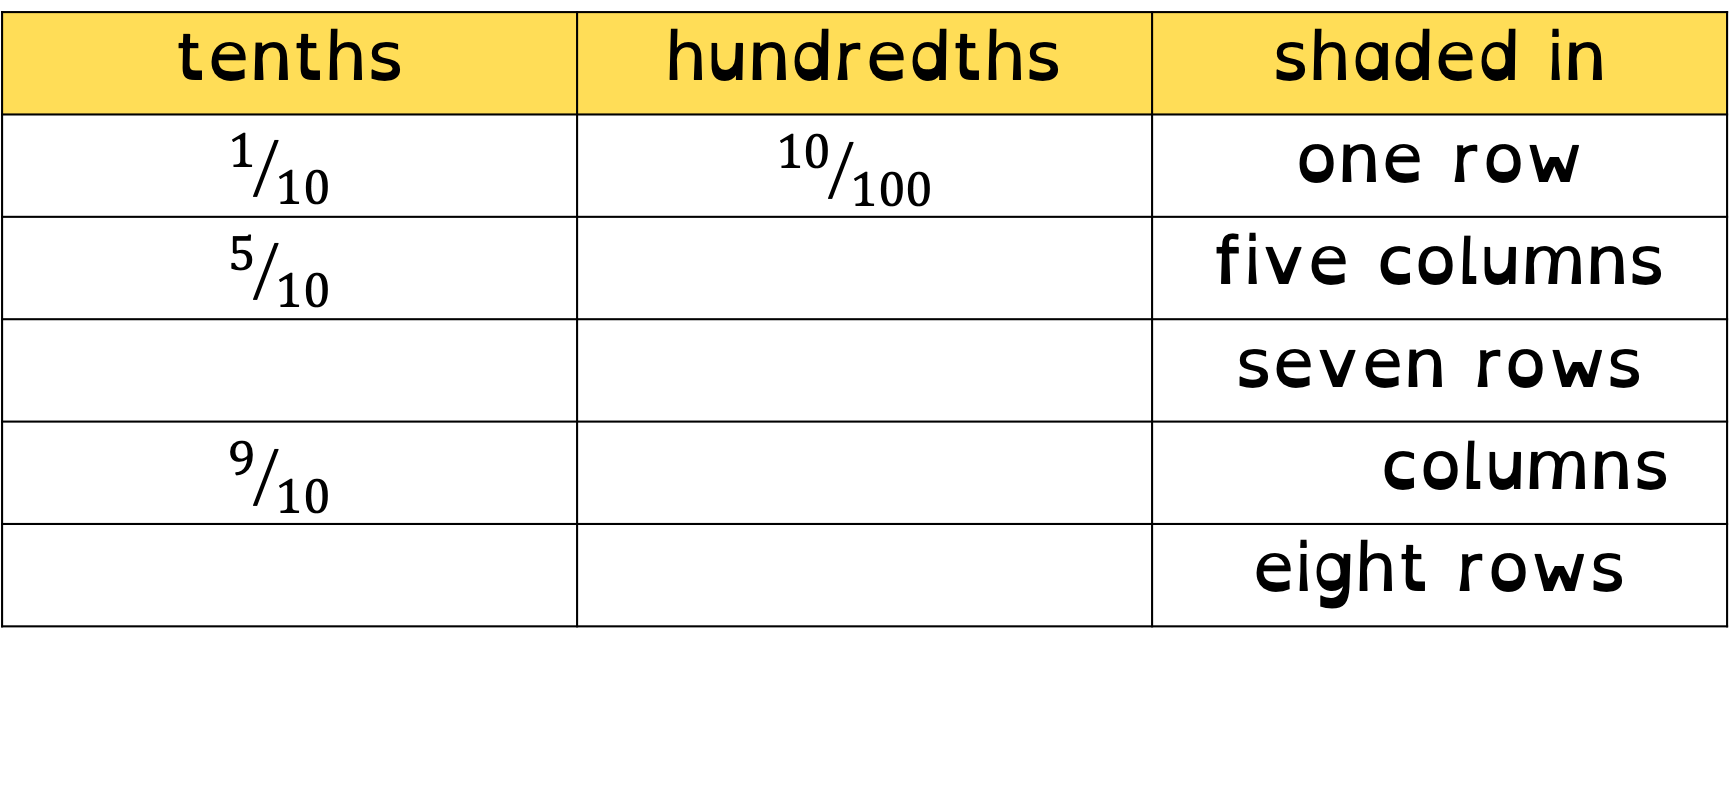 tenths hundredths shaded in
1/10 10/100 one row
5/10 five columns
seven rows
9/10 columns
eight rows